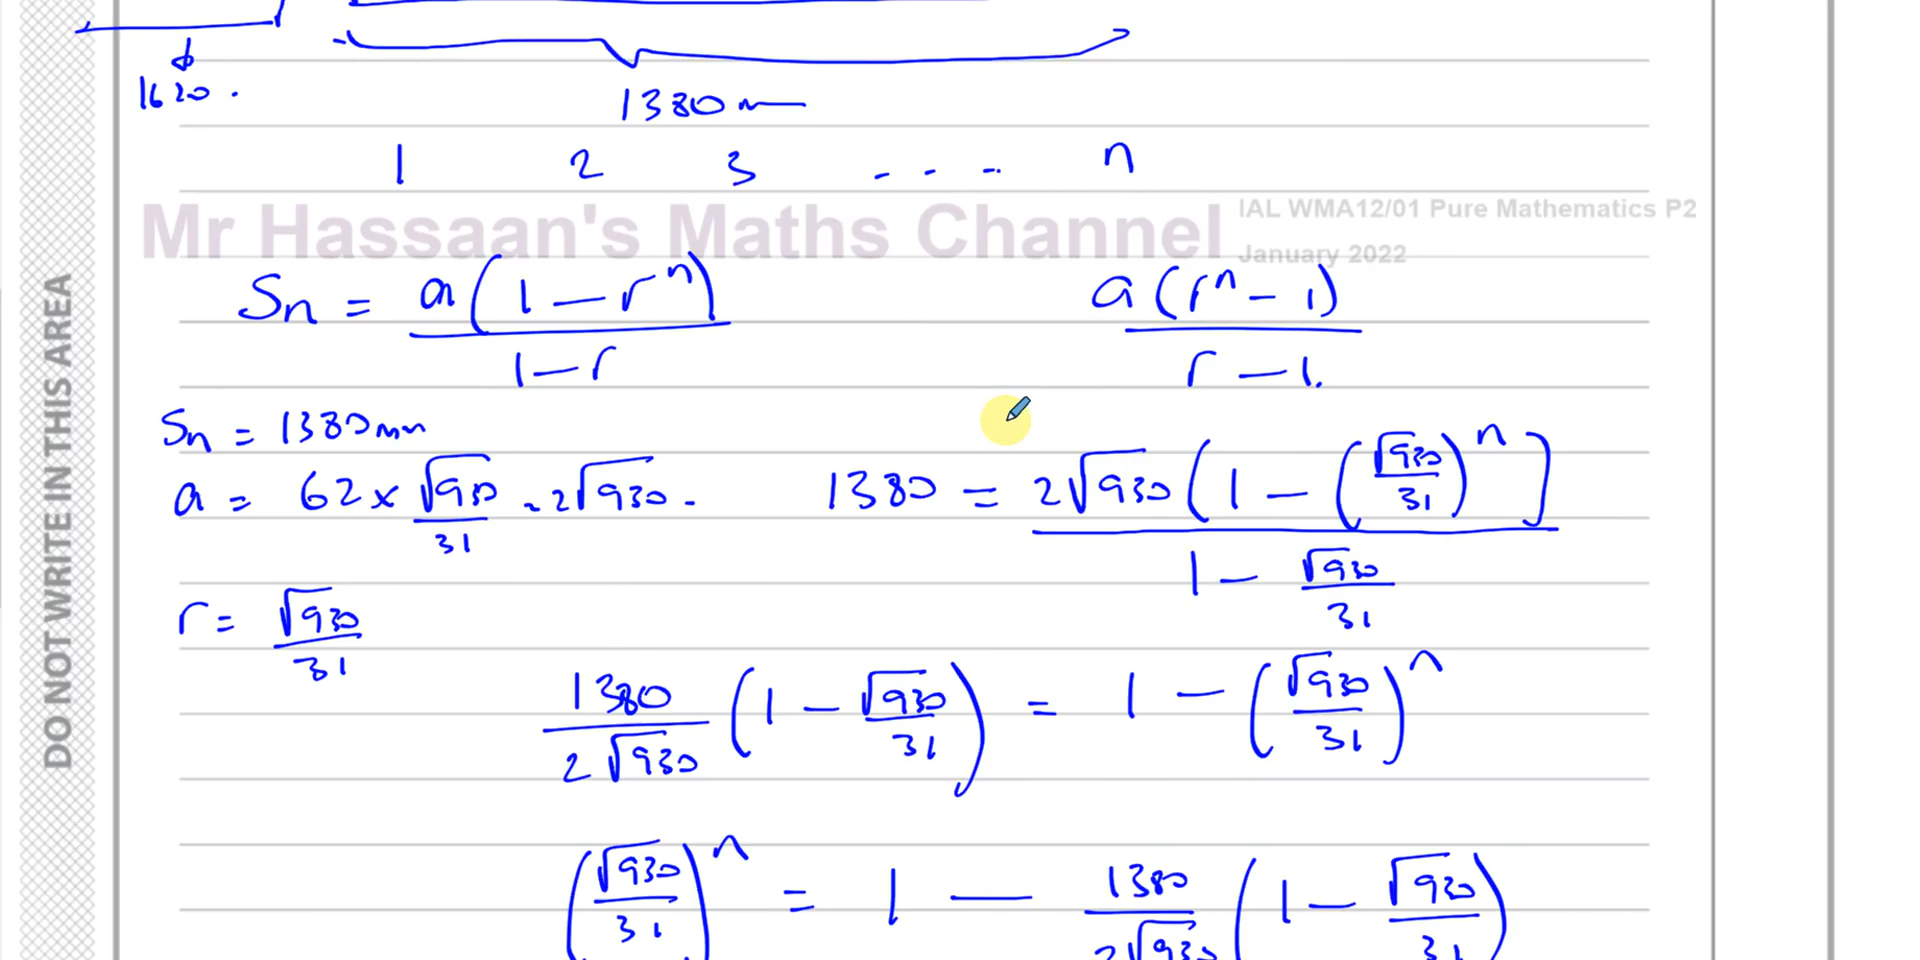 1620.
1380m
1 2 3 - - - .. n
Mr Hassaan's Maths Channel
IAL WMA12/01 Pure Mathematics P2
January 2022
Sn = a(1 - r^n) / (1 - r)
a(r^n - 1) / (r - 1.
Sn = 1380mm
a = 62 × √930/31 = 2√930.
1380 = 2√930(1 - (√930/31)^n] / (1 - √930/31)
r = √930/31
1380/(2√930) (1 - √930/31) = 1 - (√930/31)^n
(√930/31)^n = 1 - 1380/(2√930) (1 - √930/31)
DO NOT WRITE IN THIS AREA